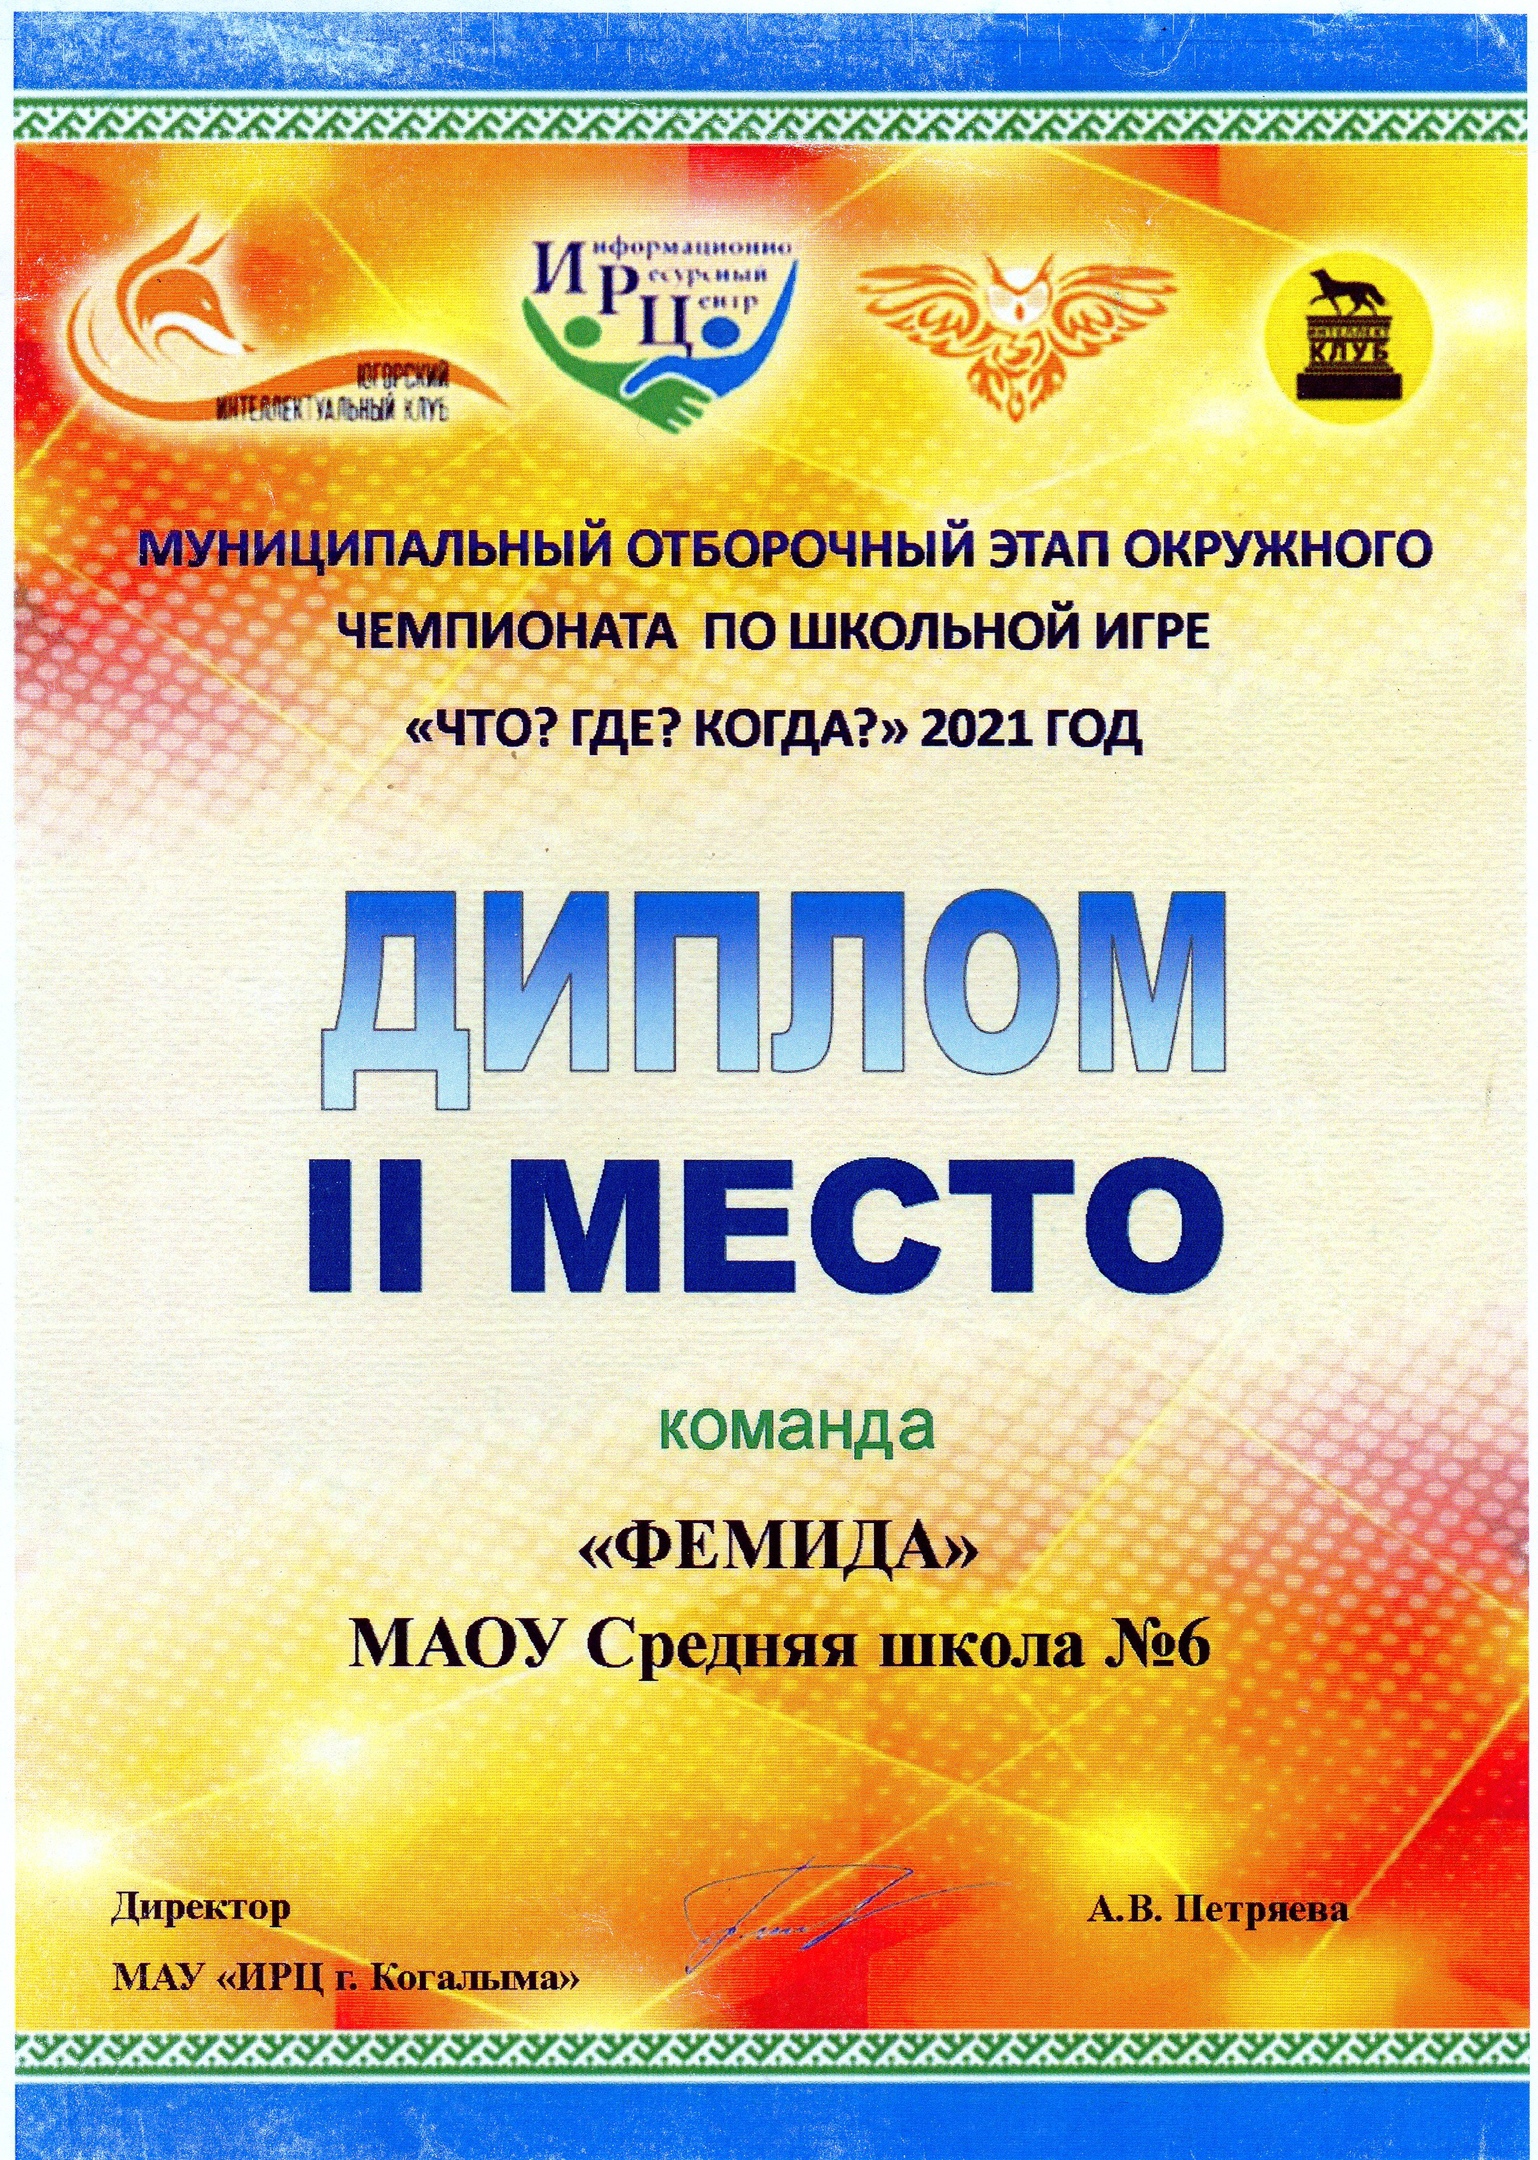 ЮГОРСКИЙ
ИНТЕЛЛЕКТУАЛЬНЫЙ КЛУБ
Информационно
Ресурсный
Центр
ИНТЕЛЛЕКТ
КЛУБ
МУНИЦИПАЛЬНЫЙ ОТБОРОЧНЫЙ ЭТАП ОКРУЖНОГО
ЧЕМПИОНАТА ПО ШКОЛЬНОЙ ИГРЕ
«ЧТО? ГДЕ? КОГДА?» 2021 ГОД
ДИПЛОМ
II МЕСТО
команда
«ФЕМИДА»
МАОУ Средняя школа №6
Директор
А.В. Петряева
МАУ «ИРЦ г. Когалыма»